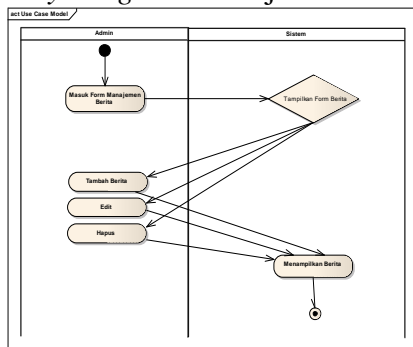 act Use Case Model
Admin
Sistem
Masuk Form Manajemen
Berita
Tampilkan Form Berita
Tambah Berita
Edit
Hapus
Menampilkan Berita